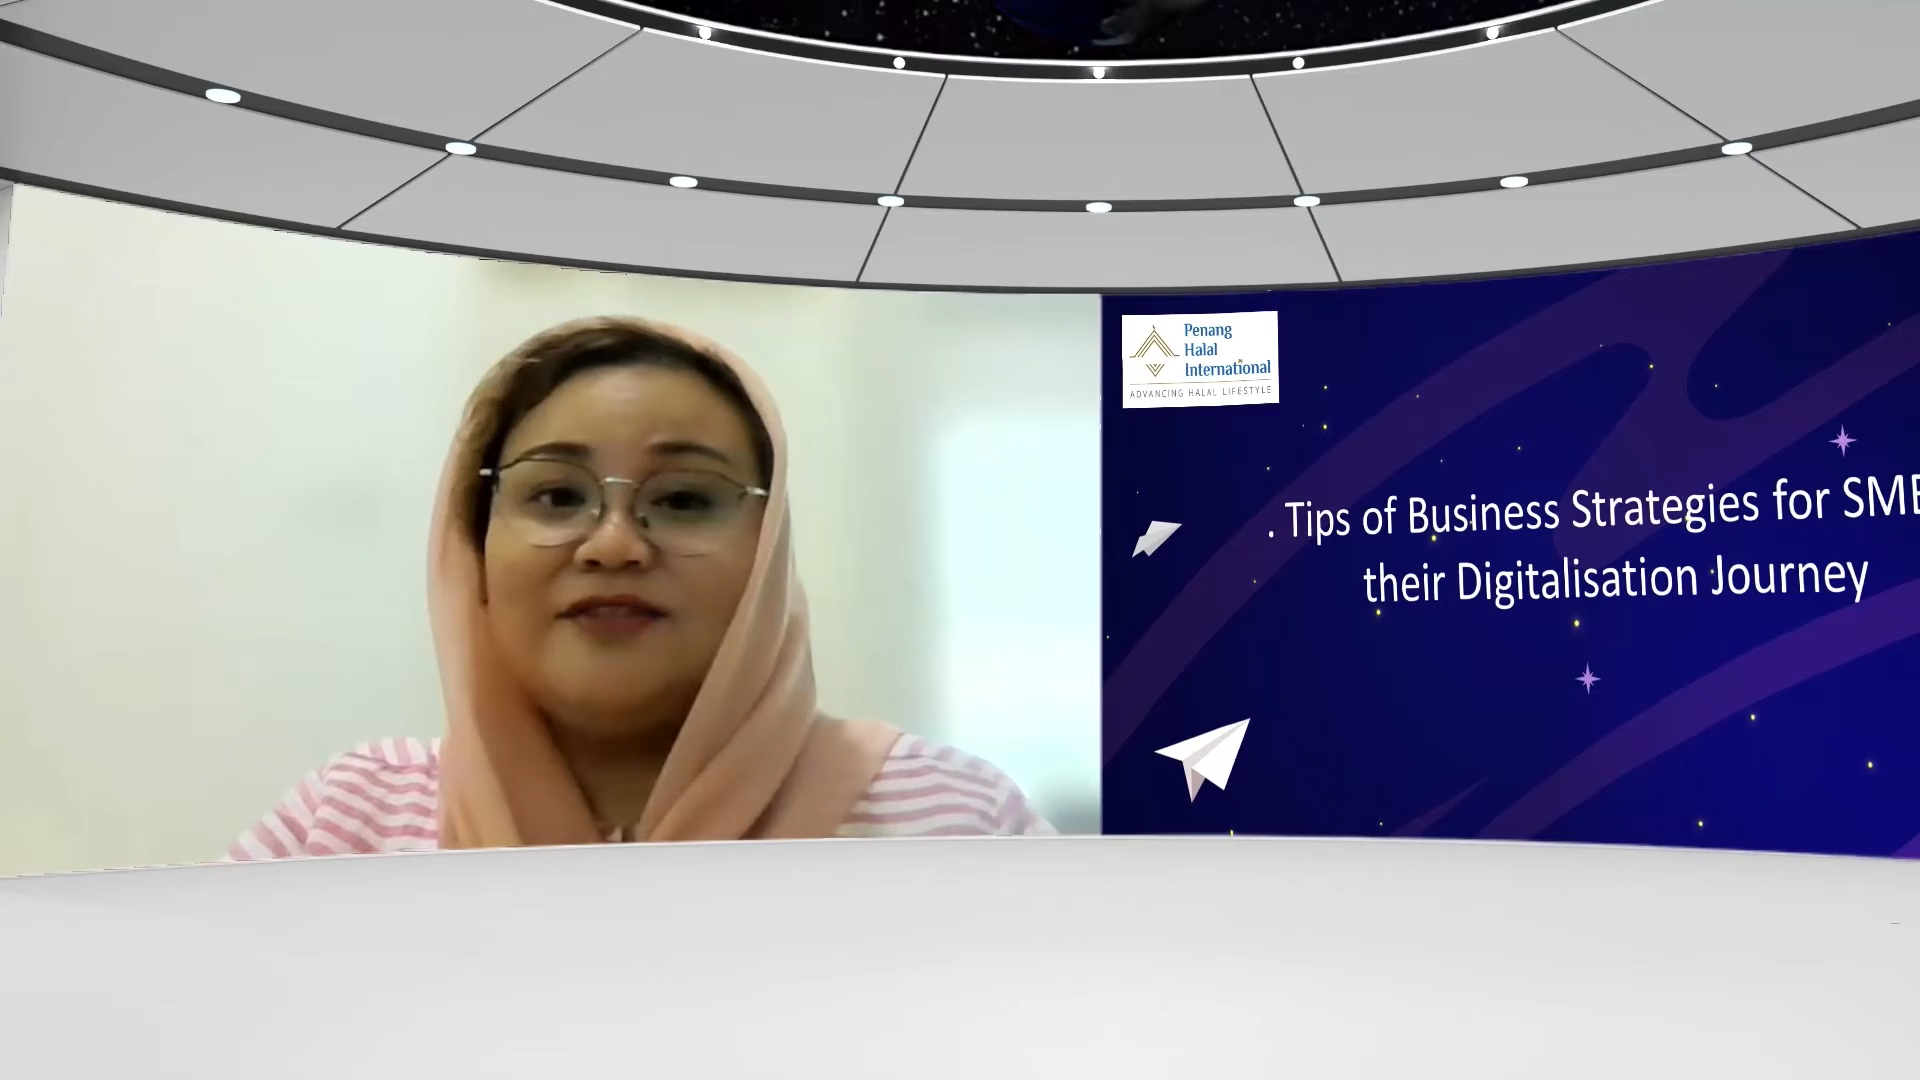 Penang
Halal
International
ADVANCING HALAL LIFESTYLE
. Tips of Business Strategies for SME
their Digitalisation Journey